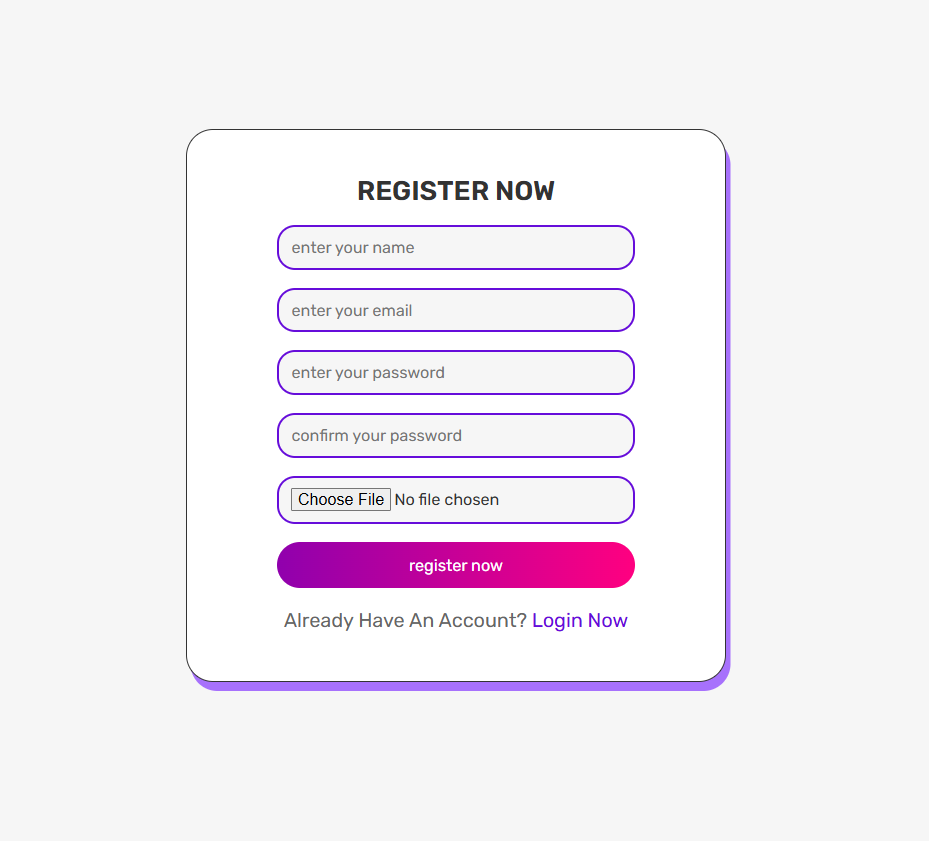 REGISTER NOW
enter your name
enter your email
enter your password
confirm your password
Choose File No file chosen
register now
Already Have An Account? Login Now